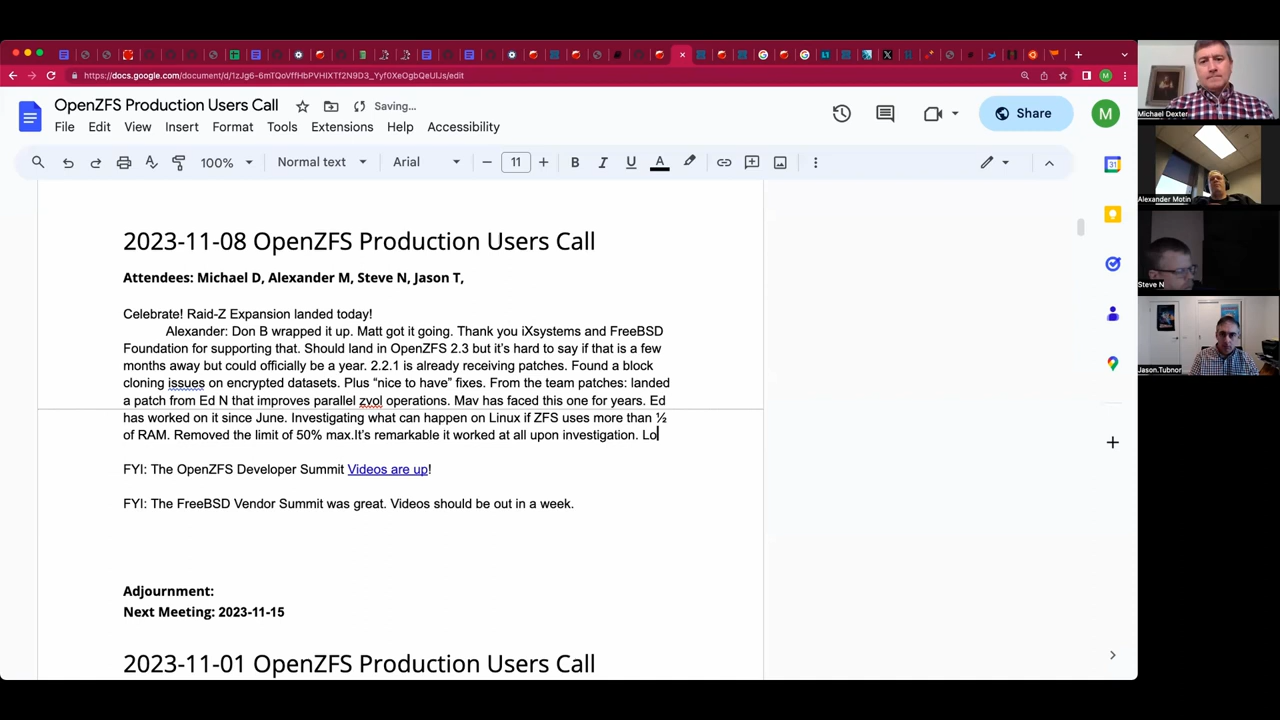 https://docs.google.com/document/d/1zJg6-6mTQoVffHbPVHIXTf2N9D3_Yyf0XeOgbQeUIJs/edit
OpenZFS Production Users Call
Saving...
File Edit View Insert Format Tools Extensions Help Accessibility
Share
M
100%
Normal text
Arial
11
B
I
U
A
31
2023-11-08 OpenZFS Production Users Call
Attendees: Michael D, Alexander M, Steve N, Jason T,
Celebrate! Raid-Z Expansion landed today!
Alexander: Don B wrapped it up. Matt got it going. Thank you iXsystems and FreeBSD
Foundation for supporting that. Should land in OpenZFS 2.3 but it's hard to say if that is a few
months away but could officially be a year. 2.2.1 is already receiving patches. Found a block
cloning issues on encrypted datasets. Plus “nice to have” fixes. From the team patches: landed
a patch from Ed N that improves parallel zvol operations. Mav has faced this one for years. Ed
has worked on it since June. Investigating what can happen on Linux if ZFS uses more than ½
of RAM. Removed the limit of 50% max.It's remarkable it worked at all upon investigation. Lo
FYI: The OpenZFS Developer Summit Videos are up!
FYI: The FreeBSD Vendor Summit was great. Videos should be out in a week.
Adjournment:
Next Meeting: 2023-11-15
2023-11-01 OpenZFS Production Users Call
Michael Dexter
Alexander Motin
Steve N
Jason.Tubnor